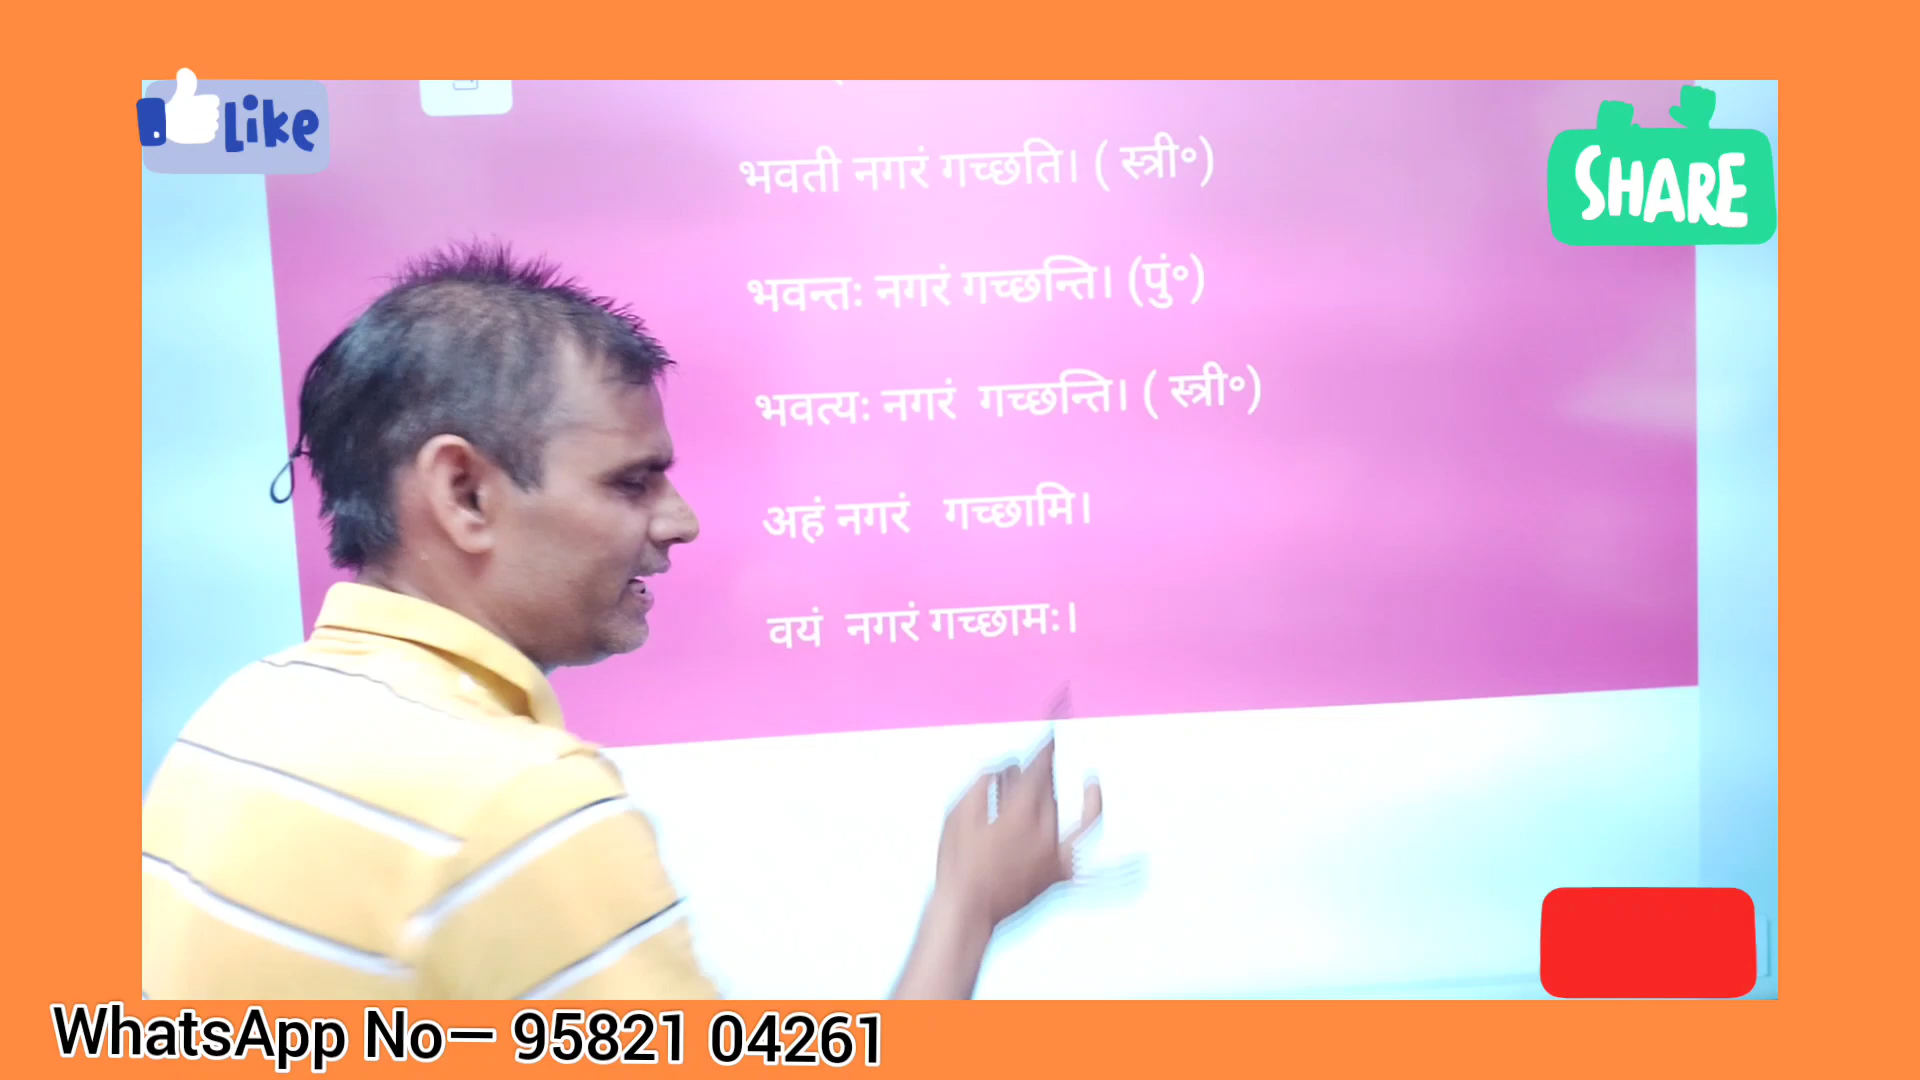 Like
SHARE
भवती नगरं गच्छति। ( स्त्री॰)
भवन्तः नगरं गच्छन्ति। (पुं॰)
भवत्यः नगरं गच्छन्ति। ( स्त्री॰)
अहं नगरं गच्छामि।
वयं नगरं गच्छामः।
WhatsApp No— 95821 04261